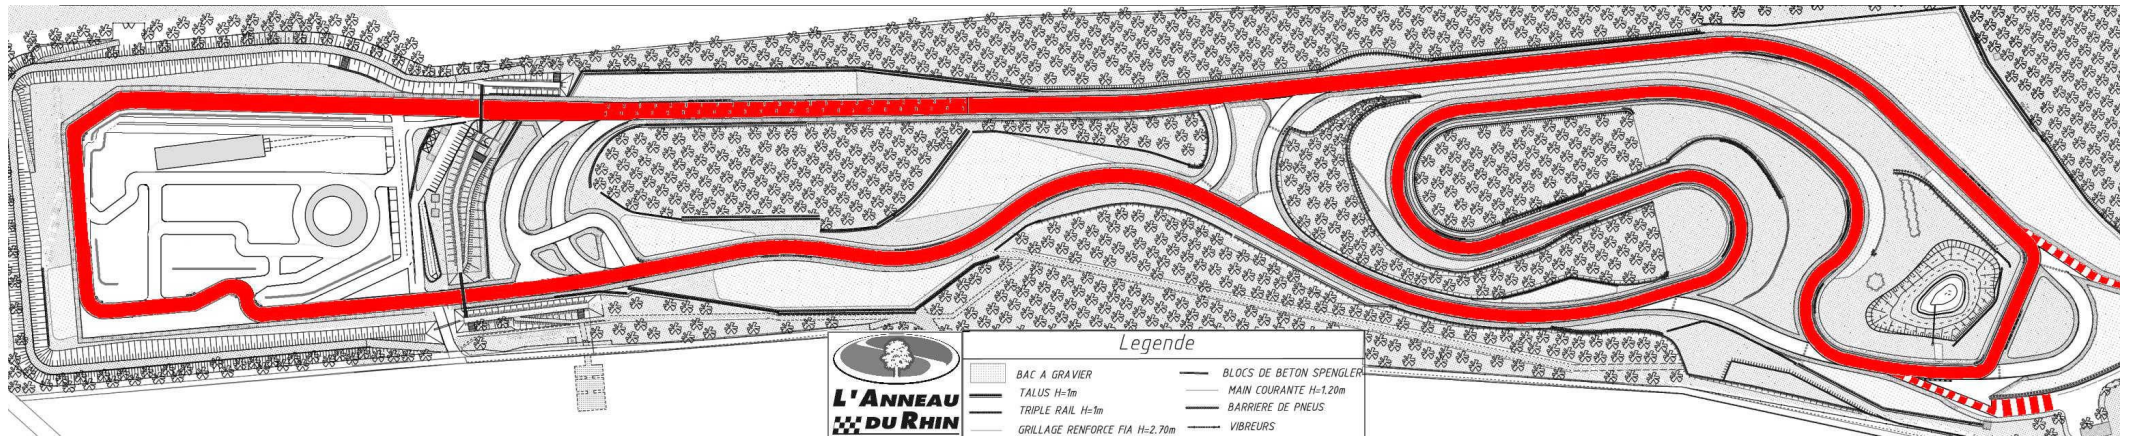 Legende
L'ANNEAU
DU RHIN
BAC A GRAVIER
TALUS H=1m
TRIPLE RAIL H=1m
GRILLAGE RENFORCE FIA H=2.70m
BLOCS DE BETON SPENGLER
MAIN COURANTE H=1.20m
BARRIERE DE PNEUS
VIBREURS